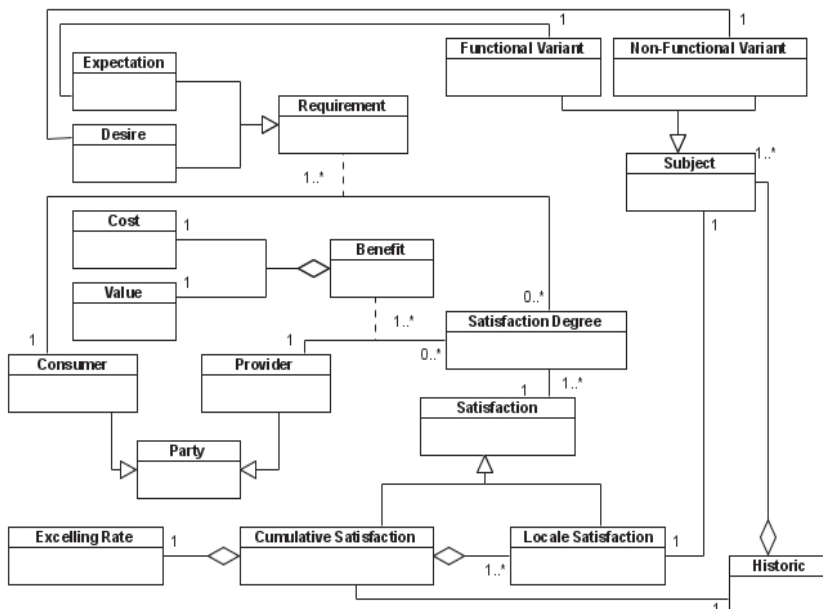 1
1
Functional Variant
Non-Functional Variant
Expectation
Requirement
Desire
Subject
1..*
1..*
Cost
1
1
Benefit
Value
1
0..*
1..*
Satisfaction Degree
1
1
0..*
Consumer
Provider
1
1..*
Satisfaction
Party
Excelling Rate
1
Cumulative Satisfaction
Locale Satisfaction
1
1..*
Historic
1